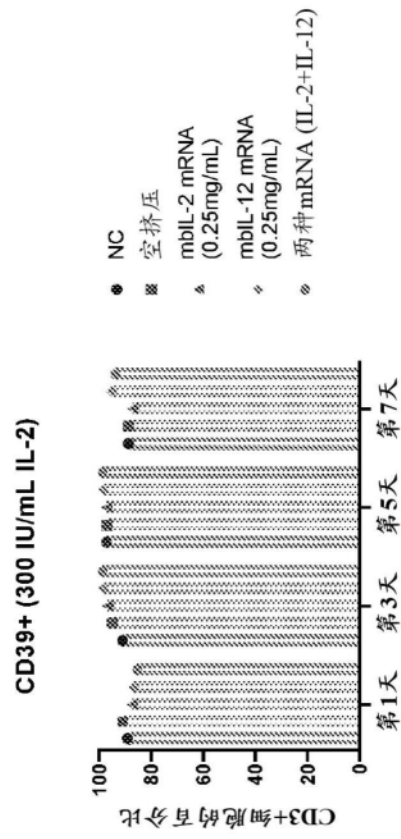 CD39+ (300 IU/mL IL-2)
CD3+细胞的百分比
100
80
60
40
20
0
第1天
第3天
第5天
第7天
NC
空挤压
mbIL-2 mRNA
(0.25mg/mL)
mbIL-12 mRNA
(0.25mg/mL)
两种mRNA (IL-2+IL-12)